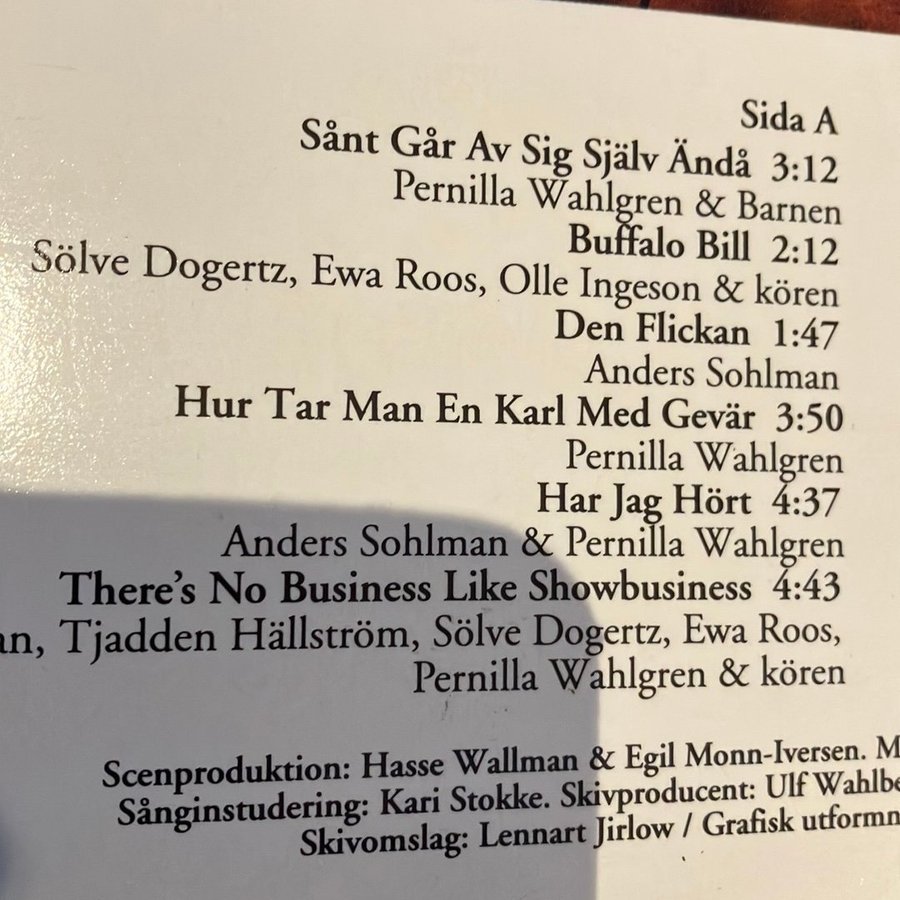 Sida A
Sånt Går Av Sig Själv Ändå 3:12
Pernilla Wahlgren & Barnen
Buffalo Bill 2:12
Sölve Dogertz, Ewa Roos, Olle Ingeson & kören
Den Flickan 1:47
Anders Sohlman
Hur Tar Man En Karl Med Gevär 3:50
Pernilla Wahlgren
Har Jag Hört 4:37
Anders Sohlman & Pernilla Wahlgren
There's No Business Like Showbusiness 4:43
Tjadden Hällström, Sölve Dogertz, Ewa Roos,
Pernilla Wahlgren & kören
Scenproduktion: Hasse Wallman & Egil Monn-Iversen.
Sånginstudering: Kari Stokke. Skivproducent: Ulf
Skivomslag: Lennart Jirlow / Grafisk